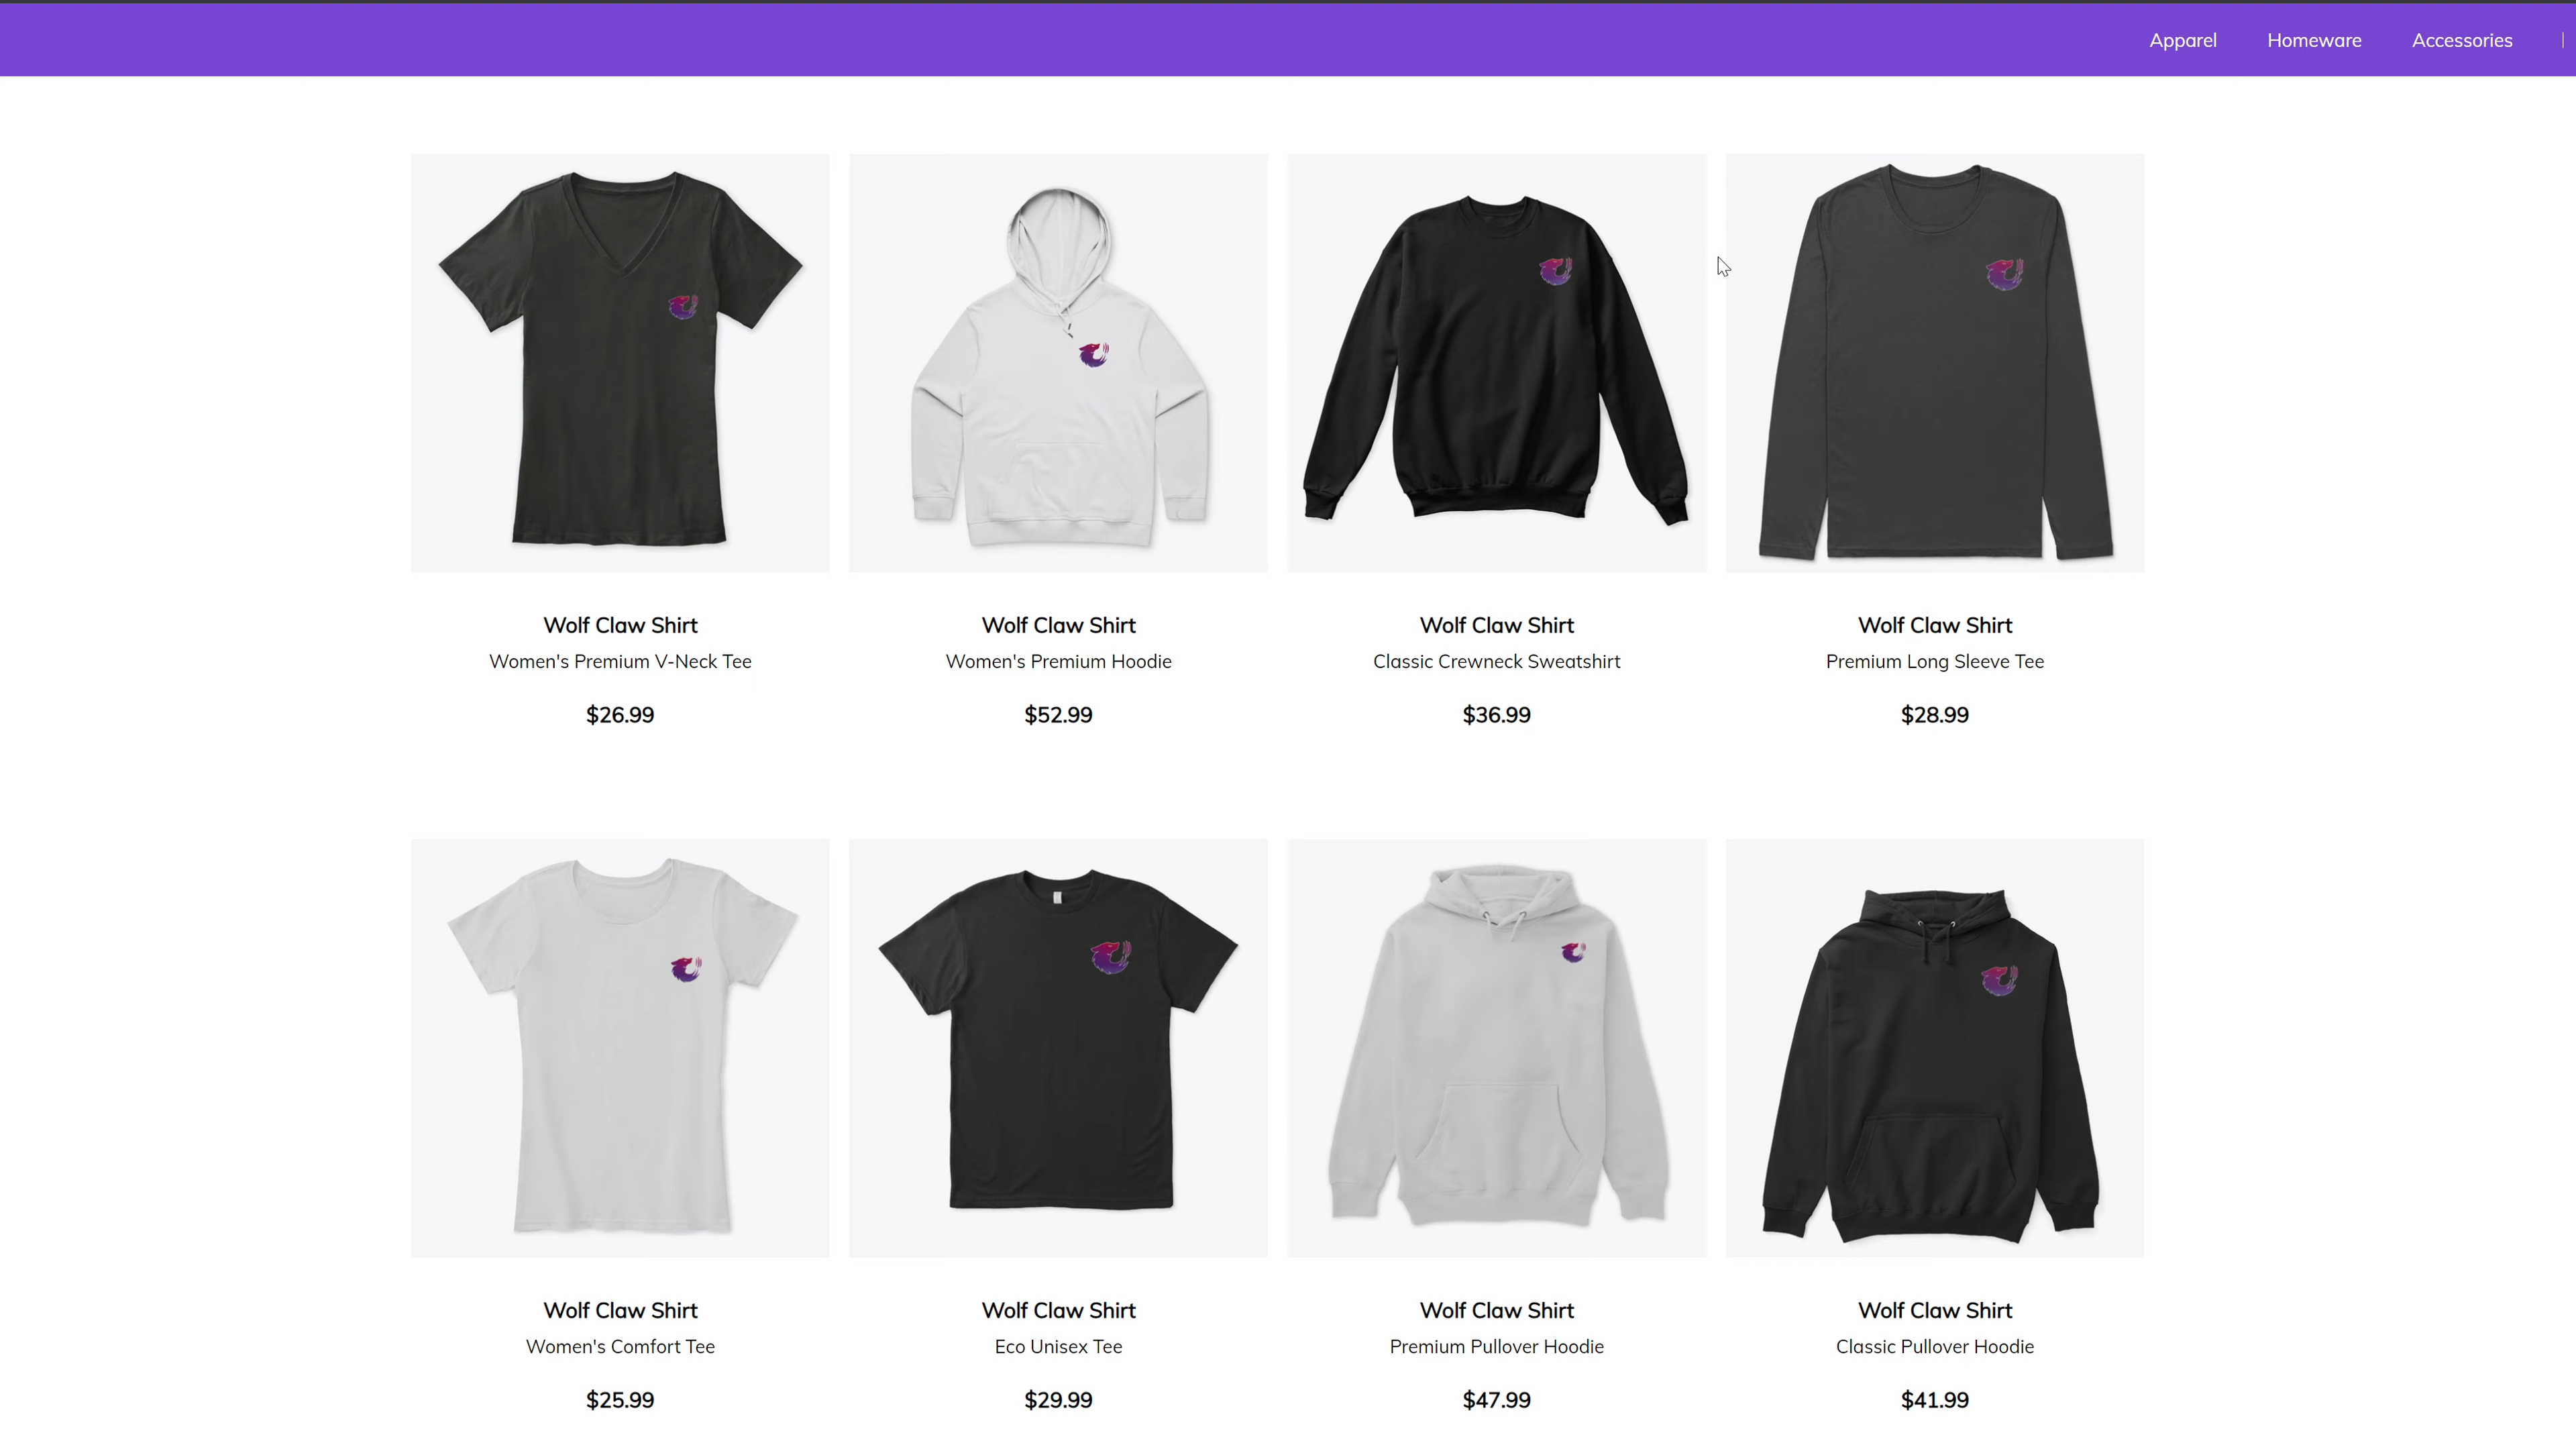 Apparel Homeware Accessories
Wolf Claw Shirt
Women's Premium V-Neck Tee
$26.99
Wolf Claw Shirt
Women's Premium Hoodie
$52.99
Wolf Claw Shirt
Classic Crewneck Sweatshirt
$36.99
Wolf Claw Shirt
Premium Long Sleeve Tee
$28.99
Wolf Claw Shirt
Women's Comfort Tee
$25.99
Wolf Claw Shirt
Eco Unisex Tee
$29.99
Wolf Claw Shirt
Premium Pullover Hoodie
$47.99
Wolf Claw Shirt
Classic Pullover Hoodie
$41.99